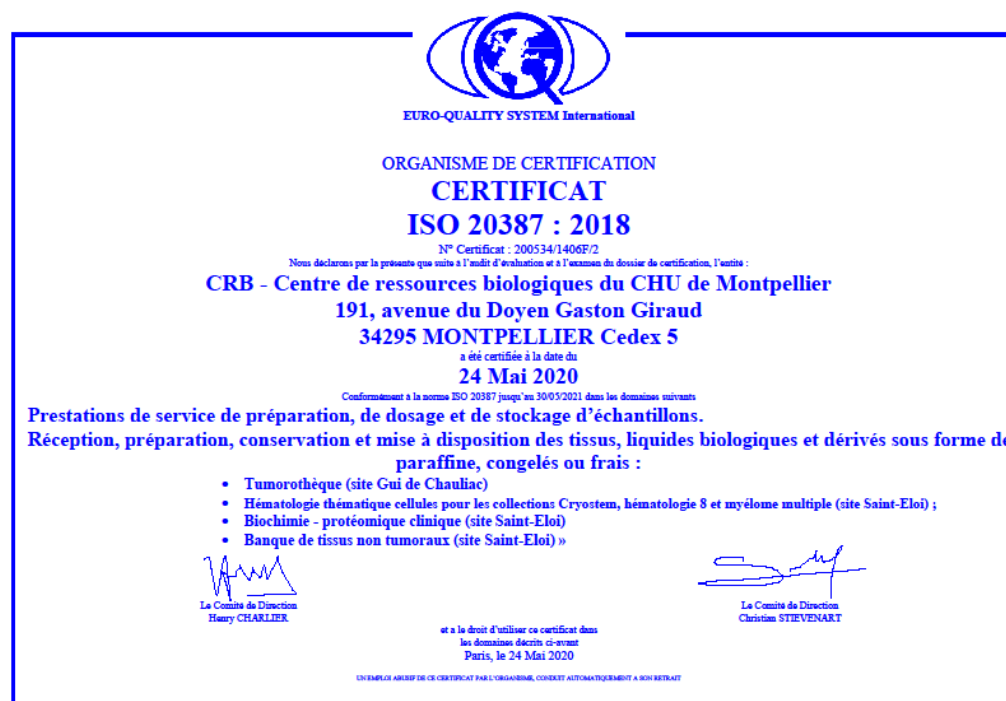 EURO-QUALITY SYSTEM International
ORGANISME DE CERTIFICATION
CERTIFICAT
ISO 20387 : 2018
N° Certificat : 200534/1406F/2
Nous déclarons par la présente que suite à l'audit d'évaluation et à l'examen du dossier de certification, l'entité :
CRB - Centre de ressources biologiques du CHU de Montpellier
191, avenue du Doyen Gaston Giraud
34295 MONTPELLIER Cedex 5
a été certifiée à la date du
24 Mai 2020
Conformément à la norme ISO 20387 jusqu'au 30/05/2021 dans les domaines suivants
Prestations de service de préparation, de dosage et de stockage d'échantillons.
Réception, préparation, conservation et mise à disposition des tissus, liquides biologiques et dérivés sous forme de
paraffine, congelés ou frais :
• Tumorothèque (site Gui de Chauliac)
• Hématologie thématique cellules pour les collections Cryostem, hématologie 8 et myélome multiple (site Saint-Eloi) ;
• Biochimie - protéomique clinique (site Saint-Eloi)
• Banque de tissus non tumoraux (site Saint-Eloi) »
Le Comité de Direction
Henry CHARLIER
Le Comité de Direction
Christian STIEVENART
et a le droit d'utiliser ce certificat dans
les domaines décrits ci-avant
Paris, le 24 Mai 2020
UN EMPLOI ABUSIF DE CE CERTIFICAT PAR L'ORGANISME, CONDUIT AUTOMATIQUEMENT A SON RETRAIT